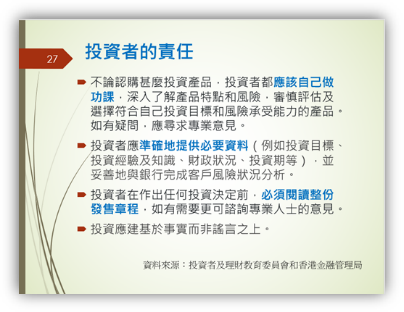 投資者的責任
27
不論認購甚麼投資產品，投資者都應該自己做
功課，深入了解產品特點和風險，審慎評估及
選擇符合自己投資目標和風險承受能力的產品。
如有疑問，應尋求專業意見。
投資者應準確地提供必要資料（例如投資目標、
投資經驗及知識、財政狀況、投資期等），並
妥善地與銀行完成客戶風險狀況分析。
投資者在作出任何投資決定前，必須閱讀整份
發售章程，如有需要更可諮詢專業人士的意見。
投資應建基於事實而非謠言之上。
資料來源：投資者及理財教育委員會和香港金融管理局